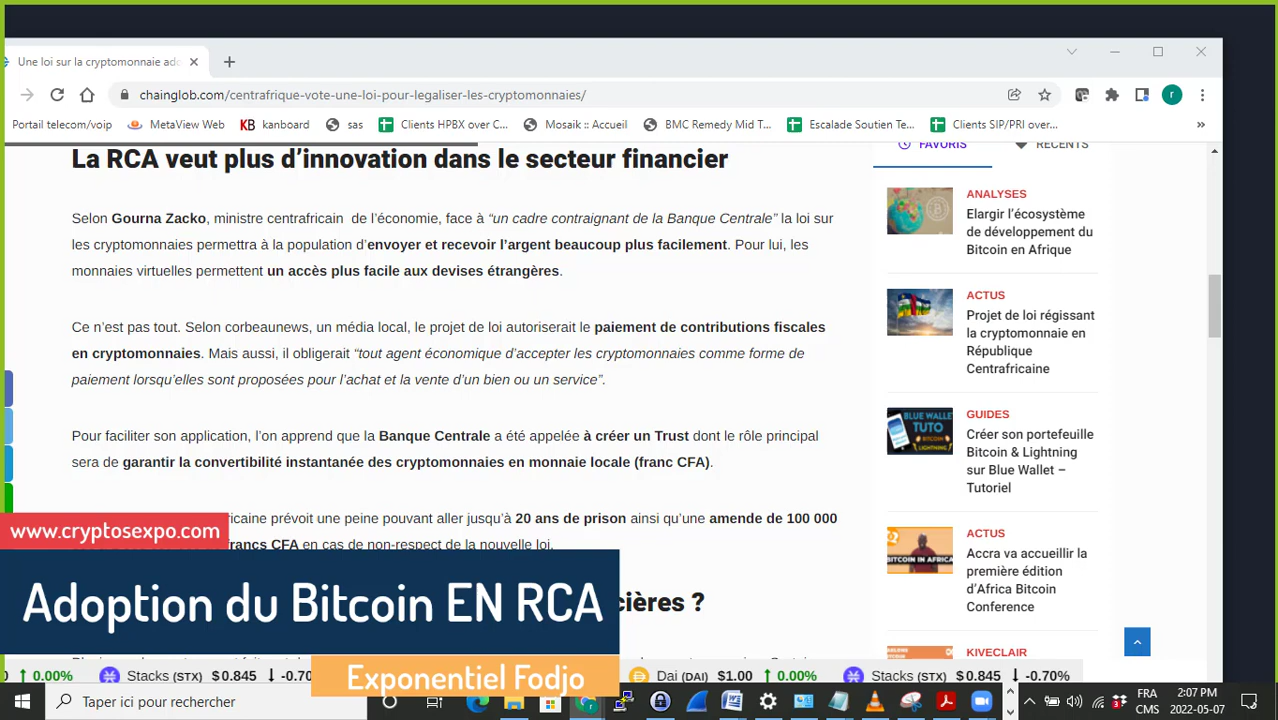 Une loi sur la cryptomonnaie ado
chainglob.com/centrafrique-vote-une-loi-pour-legaliser-les-cryptomonnaies/
r
Portail telecom/voip
MetaView Web
KB kanboard
sas
Clients HPBX over C...
Mosaik :: Accueil
BMC Remedy Mid T...
Escalade Soutien Te...
Clients SIP/PRI over...
»
La RCA veut plus d’innovation dans le secteur financier
Selon Gourna Zacko, ministre centrafricain de l’économie, face à “un cadre contraignant de la Banque Centrale” la loi sur
les cryptomonnaies permettra à la population d’envoyer et recevoir l’argent beaucoup plus facilement. Pour lui, les
monnaies virtuelles permettent un accès plus facile aux devises étrangères.
Ce n’est pas tout. Selon corbeaunews, un média local, le projet de loi autoriserait le paiement de contributions fiscales
en cryptomonnaies. Mais aussi, il obligerait “tout agent économique d’accepter les cryptomonnaies comme forme de
paiement lorsqu’elles sont proposées pour l’achat et la vente d’un bien ou un service”.
Pour faciliter son application, l’on apprend que la Banque Centrale a été appelée à créer un Trust dont le rôle principal
sera de garantir la convertibilité instantanée des cryptomonnaies en monnaie locale (franc CFA).
ricaine prévoit une peine pouvant aller jusqu’à 20 ans de prison ainsi qu’une amende de 100 000
francs CFA en cas de non-respect de la nouvelle loi.
cières ?
FAVORIS
RECENTS
ANALYSES
Elargir l’écosystème
de développement du
Bitcoin en Afrique
ACTUS
Projet de loi régissant
la cryptomonnaie en
République
Centrafricaine
BLUE WALLET
TUTO
BITCOIN
LIGHTNING
GUIDES
Créer son portefeuille
Bitcoin & Lightning
sur Blue Wallet –
Tutoriel
BITCOIN IN AFRICA
ACTUS
Accra va accueillir la
première édition
d’Africa Bitcoin
Conference
KIVECLAIR
www.cryptosexpo.com
Adoption du Bitcoin EN RCA
Exponentiel Fodjo
0.00%
Stacks (STX) $ 0.845 -0.70%
Dai (DAI) $1.00 0.00%
Stacks (STX) $ 0.845 -0.70%
Taper ici pour rechercher
FRA
CMS
2:07 PM
2022-05-07